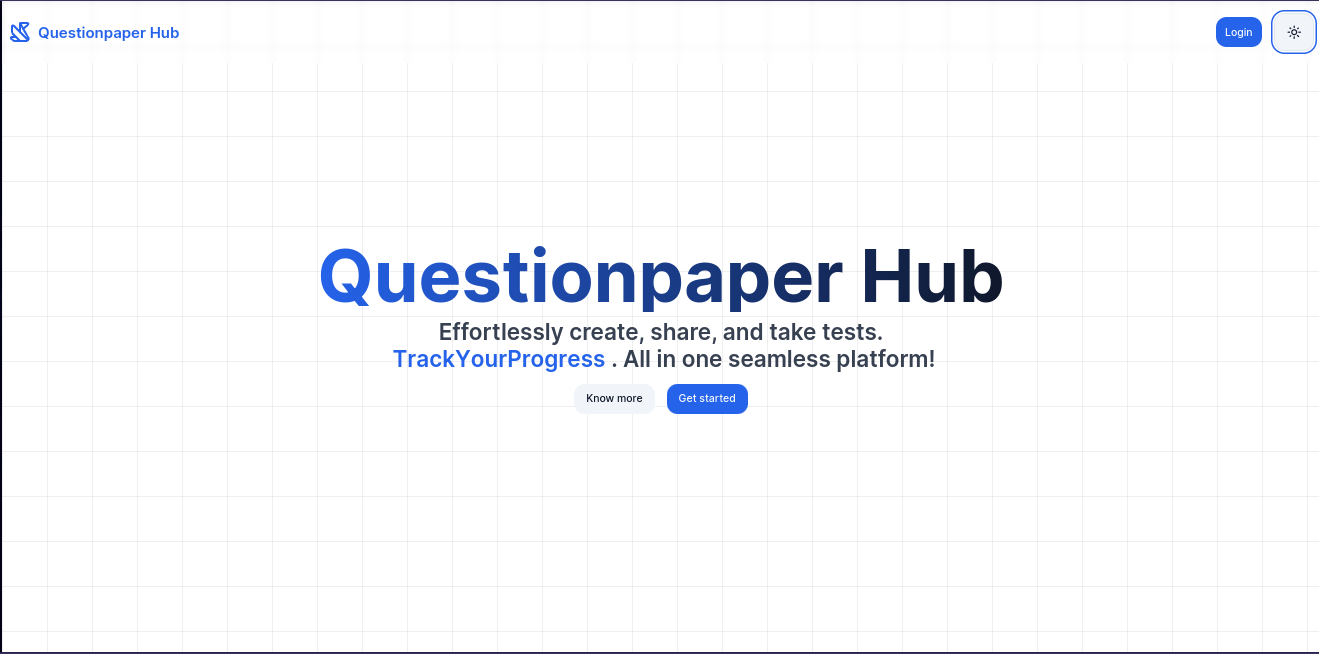 Questionpaper Hub
Login
Questionpaper Hub
Effortlessly create, share, and take tests.
TrackYourProgress . All in one seamless platform!
Know more
Get started